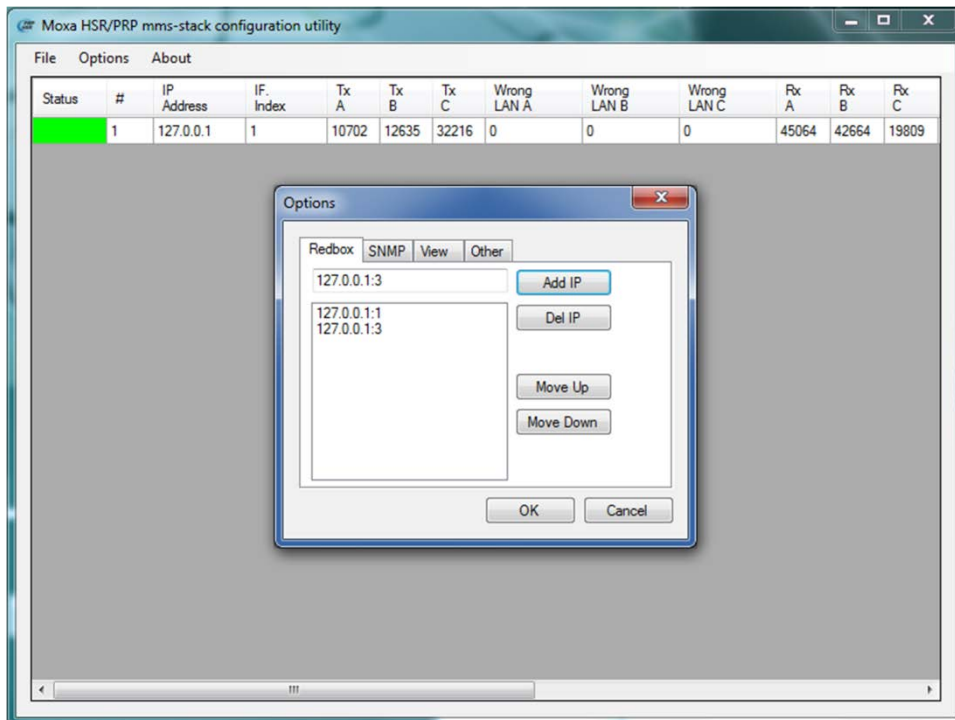 Moxa HSR/PRP mms-stack configuration utility
File Options About
Status # IP Address IF. Index Tx A Tx B Tx C Wrong LAN A Wrong LAN B Wrong LAN C Rx A Rx B Rx C
1 127.0.0.1 1 10702 12635 32216 0 0 0 45064 42664 19809
Options
Redbox SNMP View Other
127.0.0.1:3 Add IP
127.0.0.1:1
127.0.0.1:3
Del IP
Move Up
Move Down
OK Cancel